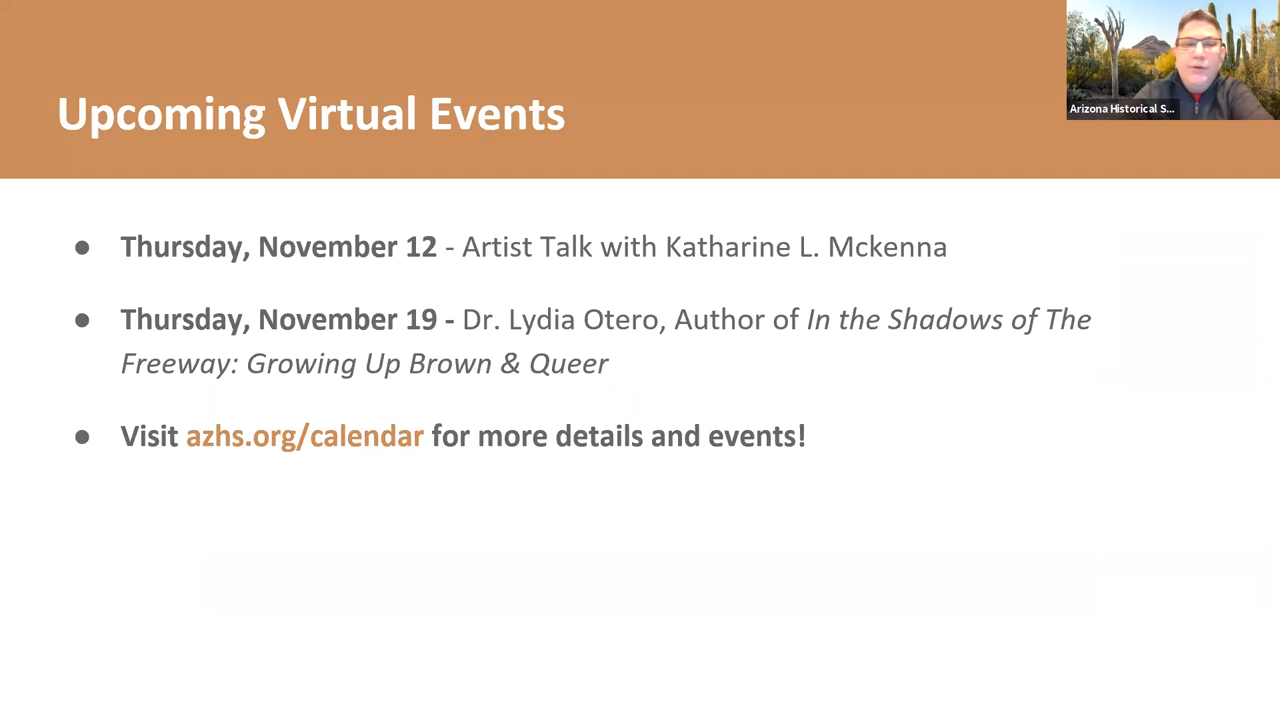 Arizona Historical S...
Upcoming Virtual Events
● Thursday, November 12 - Artist Talk with Katharine L. Mckenna
● Thursday, November 19 - Dr. Lydia Otero, Author of In the Shadows of The
Freeway: Growing Up Brown & Queer
● Visit azhs.org/calendar for more details and events!